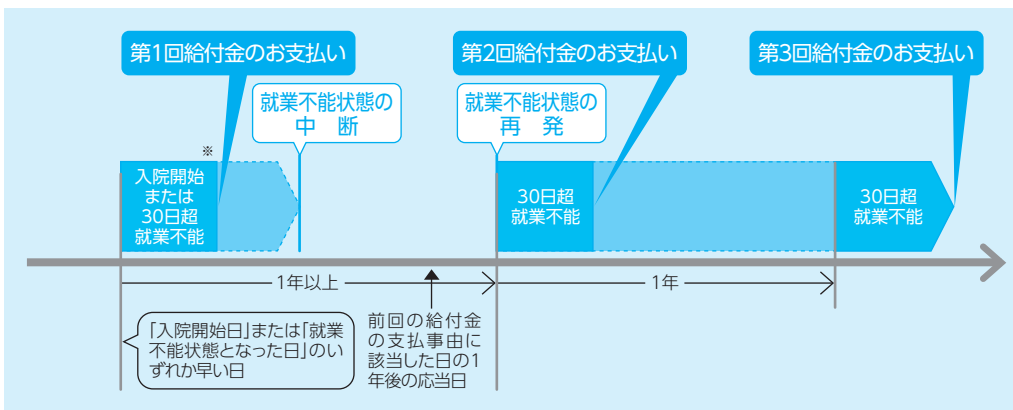 第1回給付金のお支払い
第2回給付金のお支払い
第3回給付金のお支払い
就業不能状態の
中 断
就業不能状態の
再 発
※
入院開始
または
30日超
就業不能
30日超
就業不能
30日超
就業不能
1年以上
1年
「入院開始日」または「就業
不能状態となった日」のい
ずれか早い日
前回の給付金
の支払事由に
該当した日の1
年後の応当日